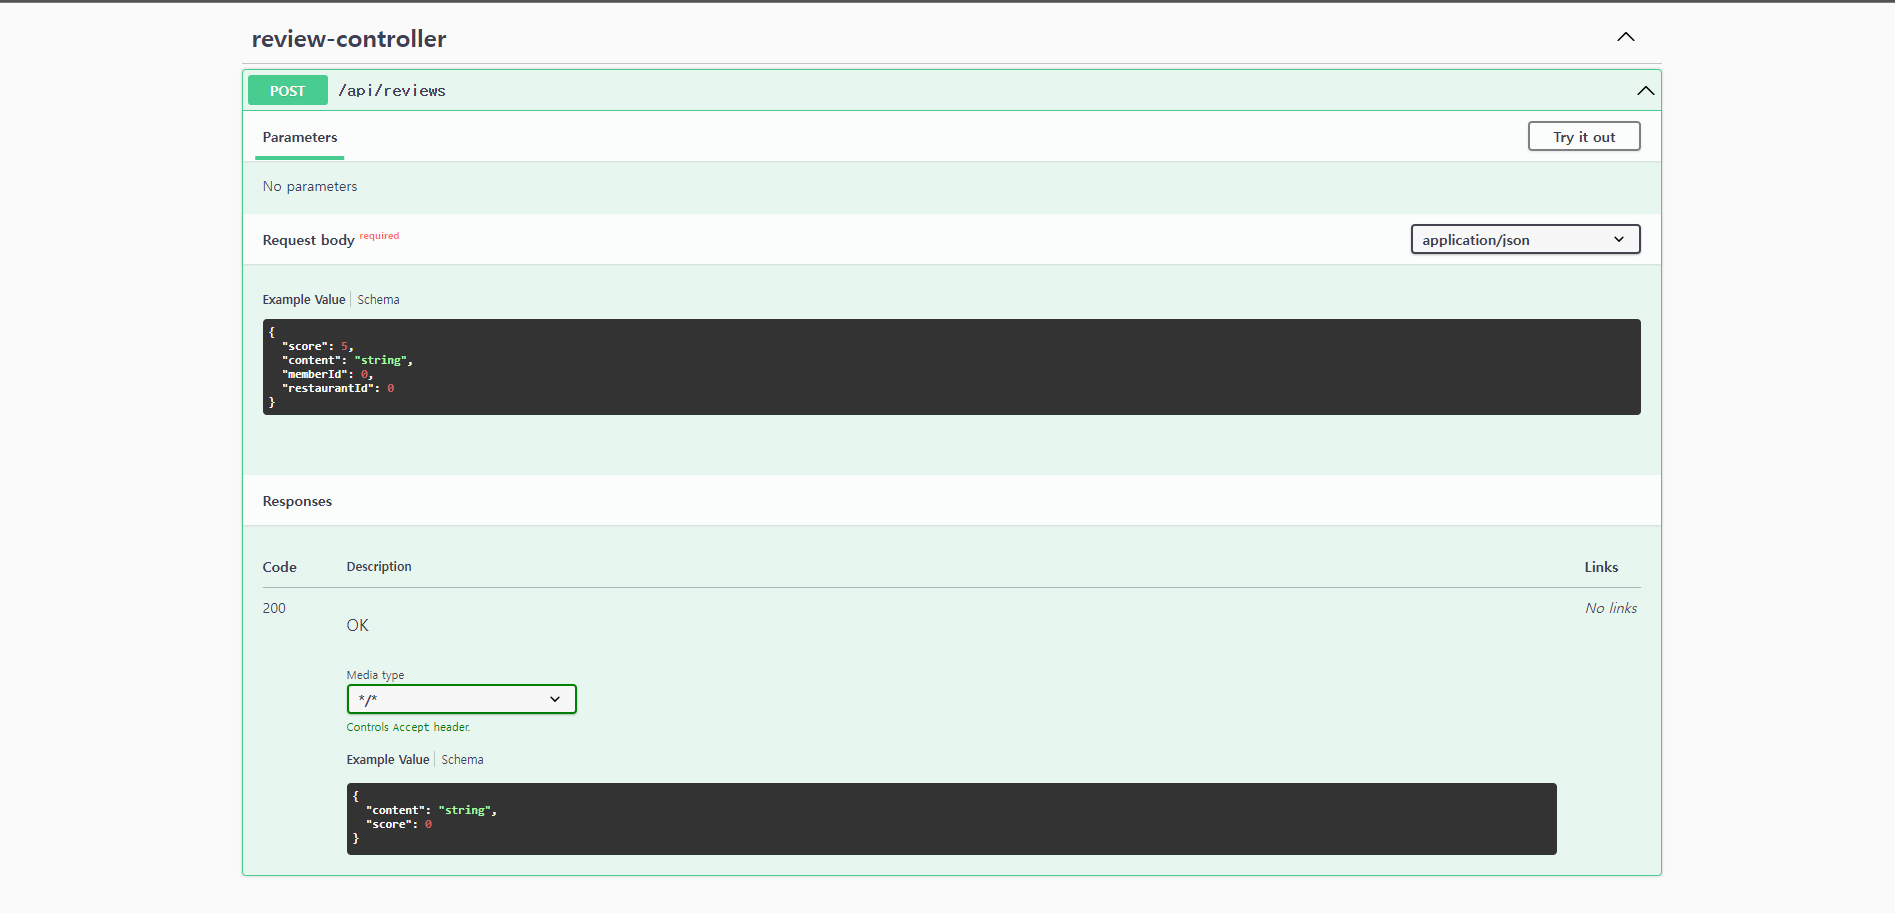 review-controller
POST /api/reviews
Parameters
Try it out
No parameters
Request body required
application/json
Example Value Schema
{
"score": 5,
"content": "string",
"memberId": 0,
"restaurantId": 0
}
Responses
Code Description Links
200 No links
OK
Media type
*/*
Controls Accept header.
Example Value Schema
{
"content": "string",
"score": 0
}